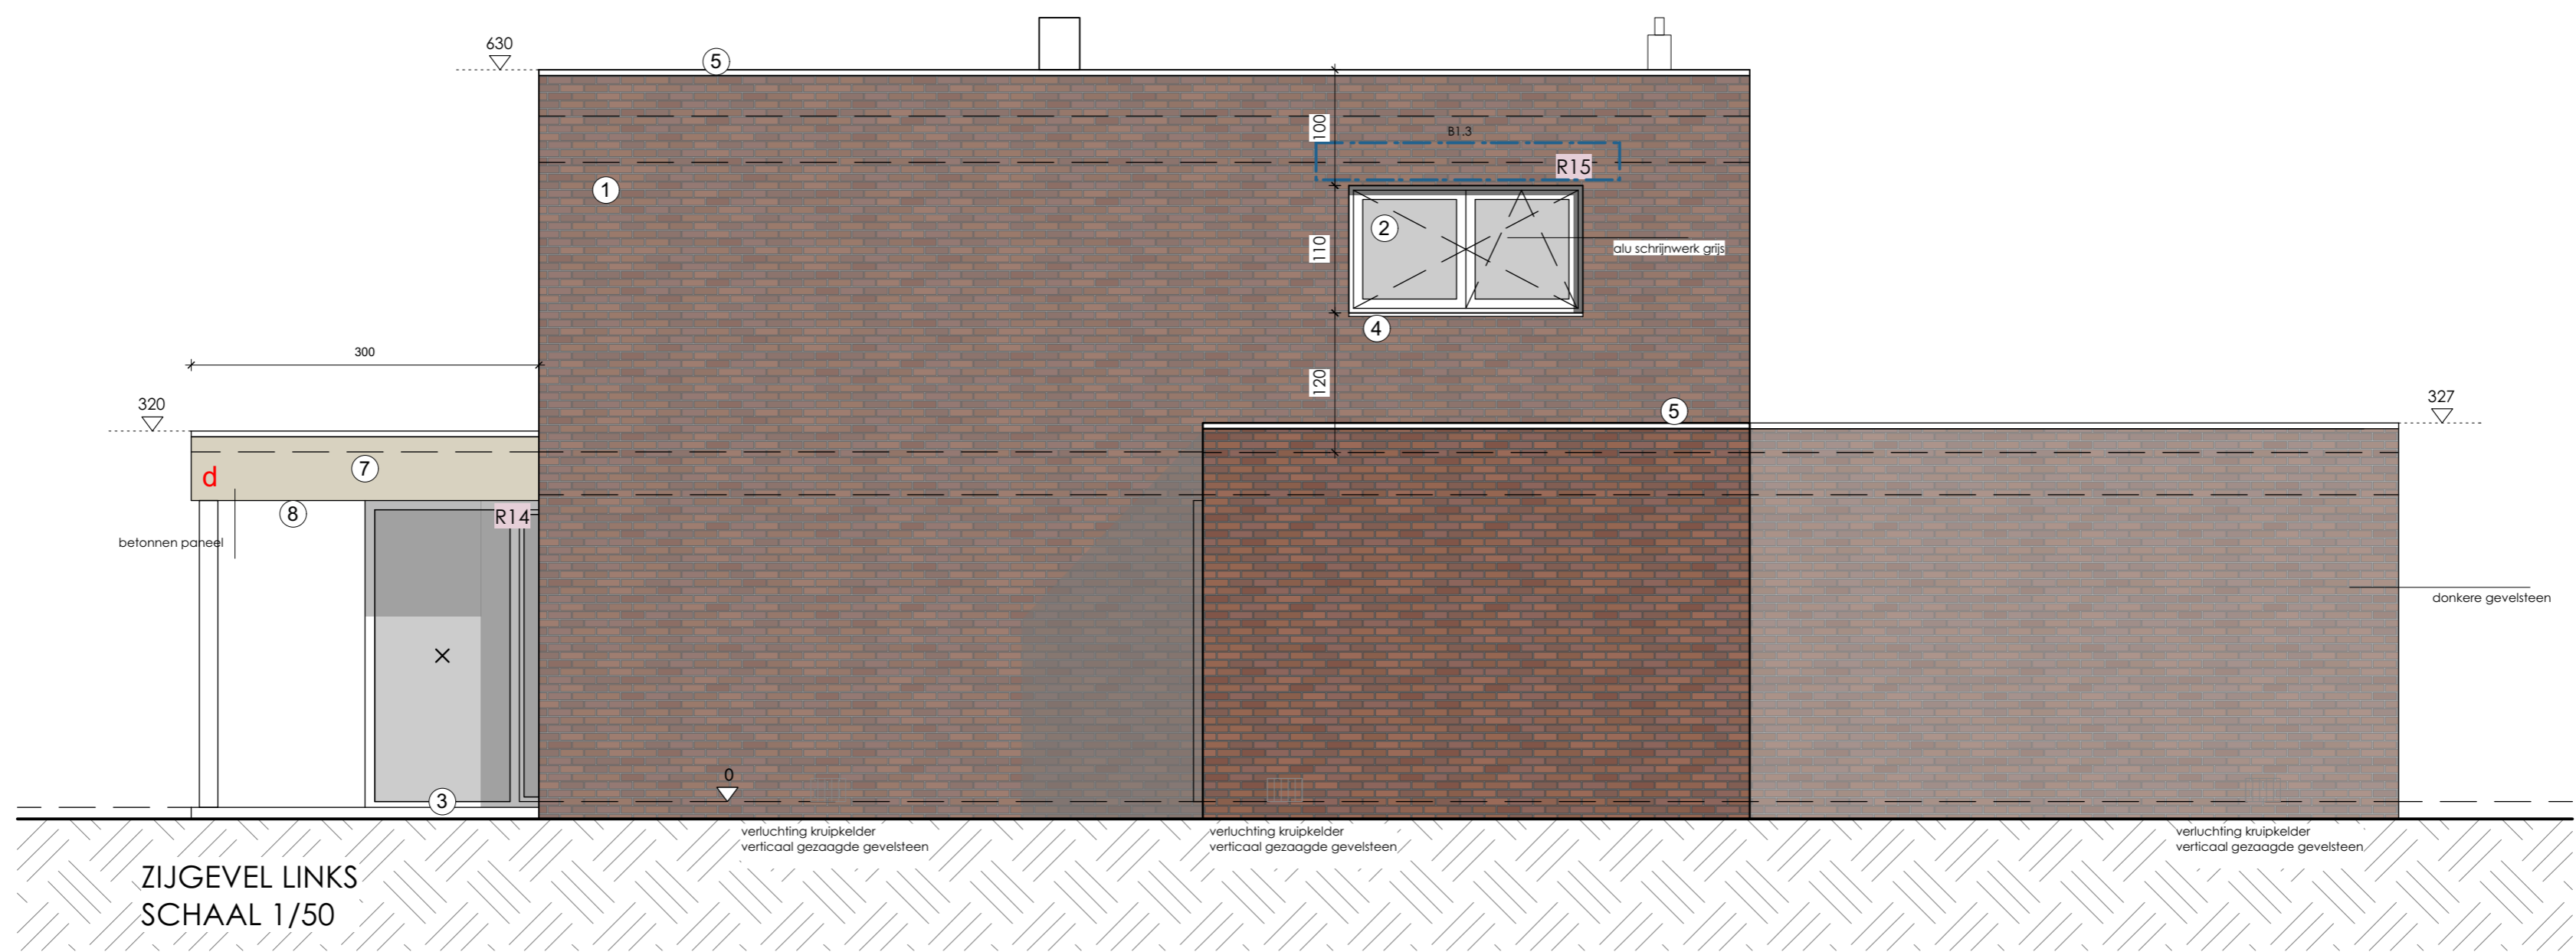 630
5
100
B1.3
R15
1
2
110
alu schrijnwerk grijs
4
300
120
320
5
327
d
7
8
R14
betonnen paneel
donkere gevelsteen
0
3
verluchting kruipkelder
verticaal gezaagde gevelsteen
verluchting kruipkelder
verticaal gezaagde gevelsteen
verluchting kruipkelder
verticaal gezaagde gevelsteen
ZIJGEVEL LINKS
SCHAAL 1/50